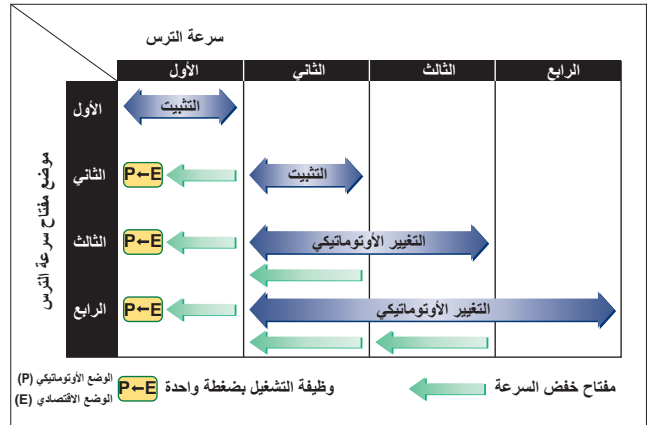 سرعة الترس
الأول الثاني الثالث الرابع
موضع مفتاح سرعة الترس
الأول التثبيت
الثاني P←E التثبيت
الثالث P←E التغيير الأوتوماتيكي
الرابع P←E التغيير الأوتوماتيكي
مفتاح خفض السرعة
وظيفة التشغيل بضغطة واحدة P←E
الوضع الأوتوماتيكي (P)
الوضع الاقتصادي (E)